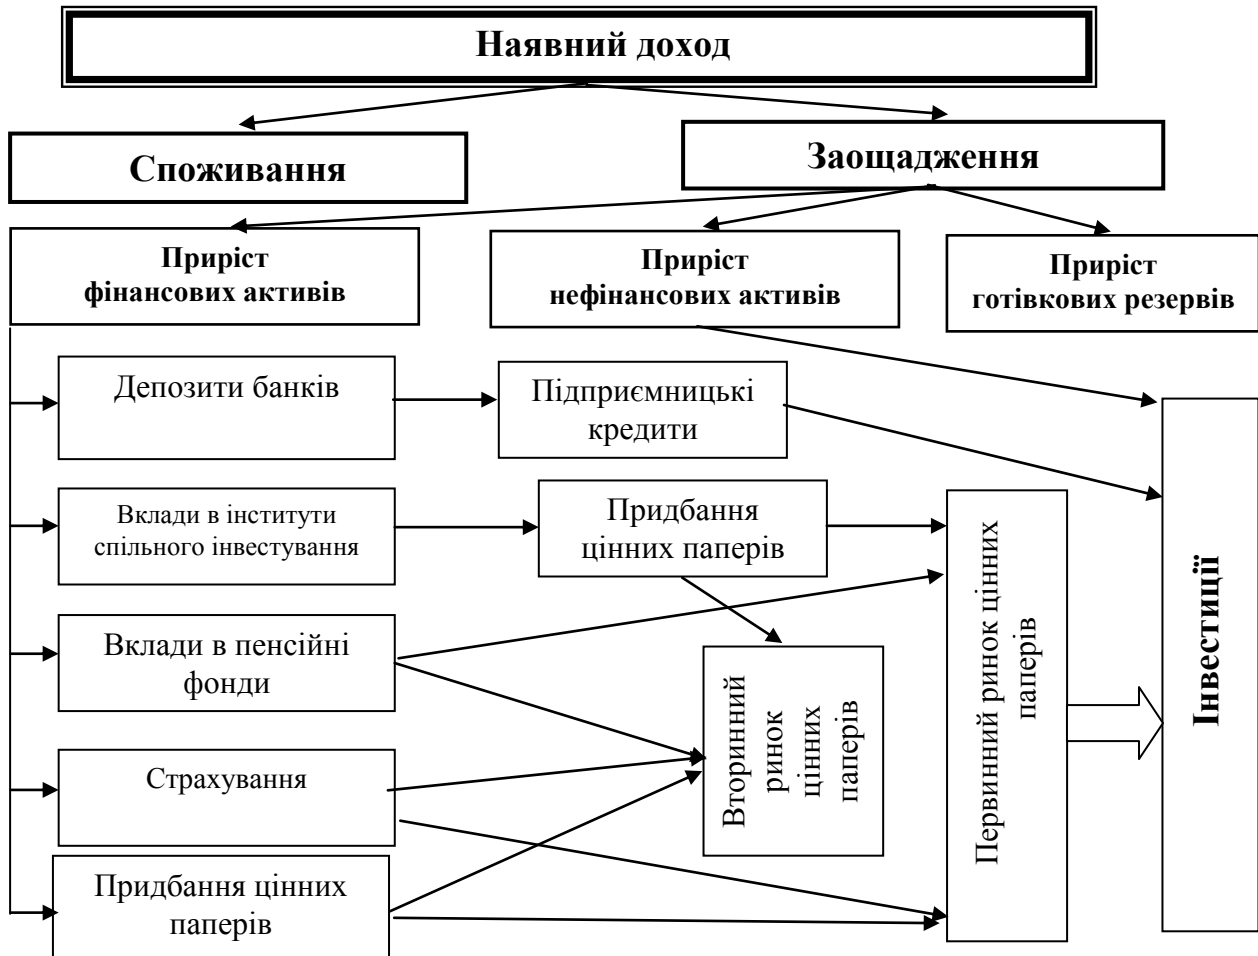 Наявний доход
Споживання
Заощадження
Приріст
фінансових активів
Приріст
нефінансових активів
Приріст
готівкових резервів
Депозити банків
Підприємницькі
кредити
Вклади в інститути
спільного інвестування
Придбання
цінних паперів
Вклади в пенсійні
фонди
Вторинний
ринок
цінних
паперів
Первинний ринок цінних
паперів
Інвестиції
Страхування
Придбання цінних
паперів